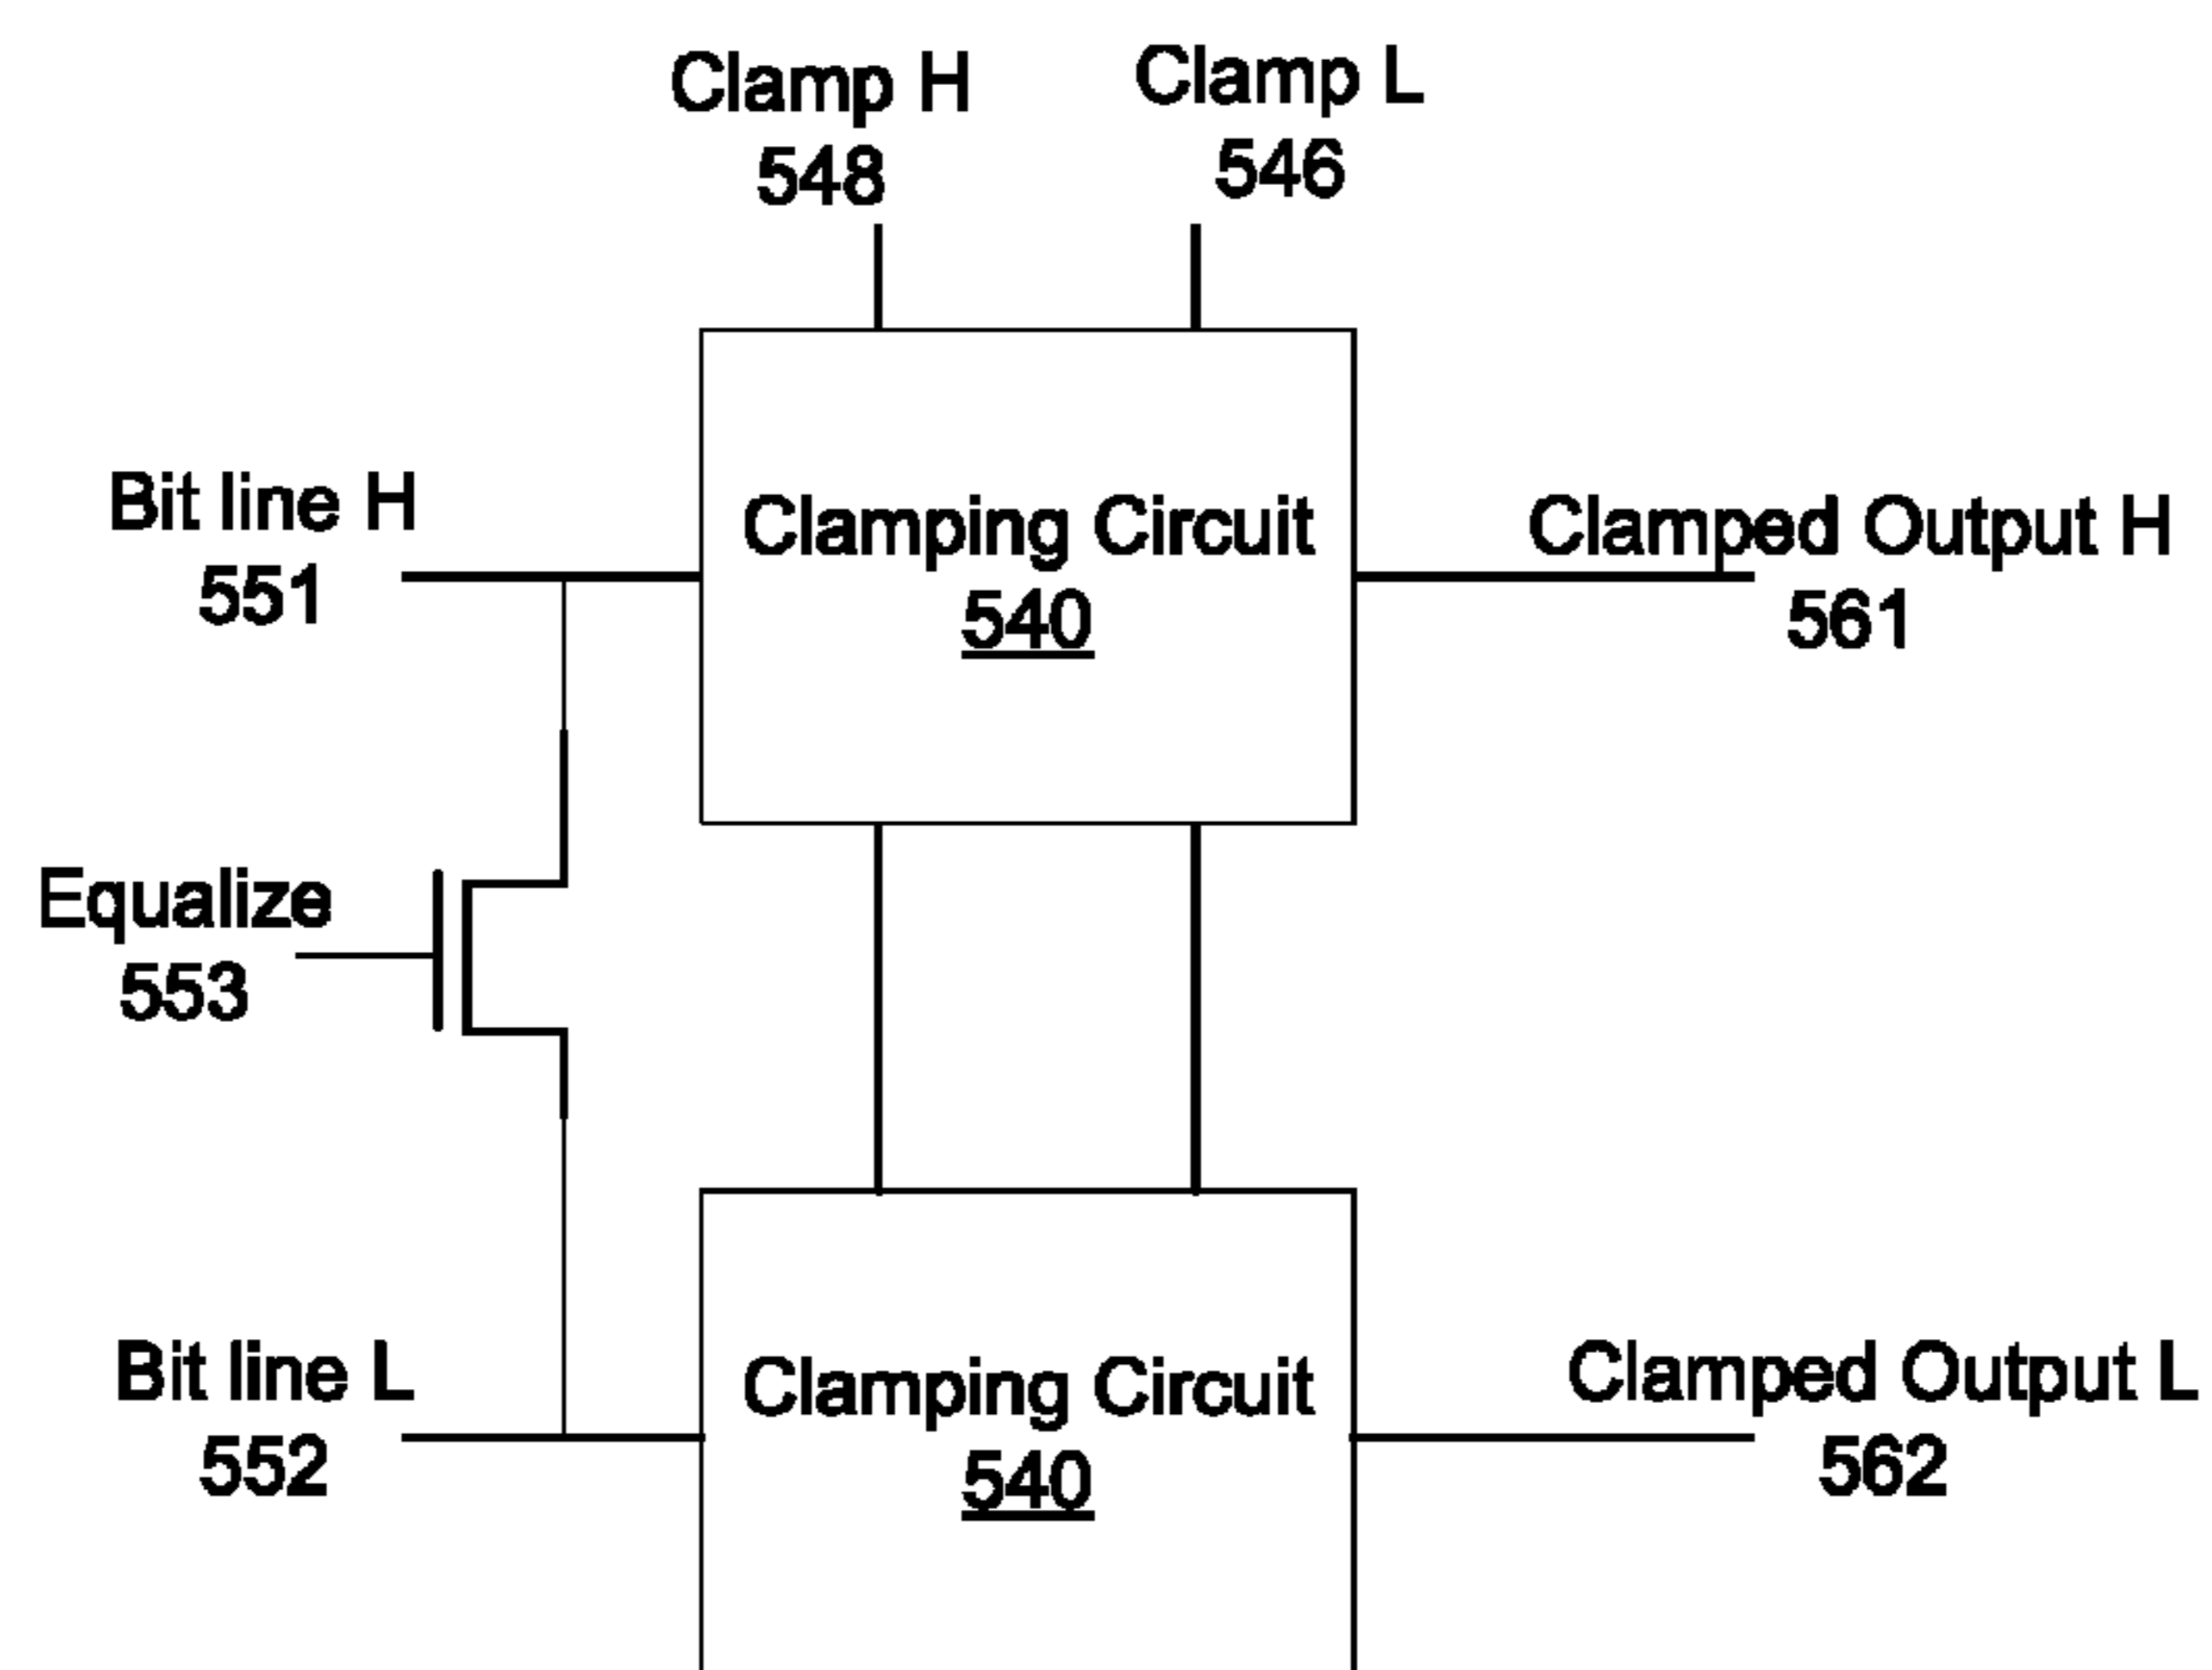 Clamp H
548
Clamp L
546
Bit line H
551
Clamping Circuit
540
Clamped Output H
561
Equalize
553
Bit line L
552
Clamping Circuit
540
Clamped Output L
562